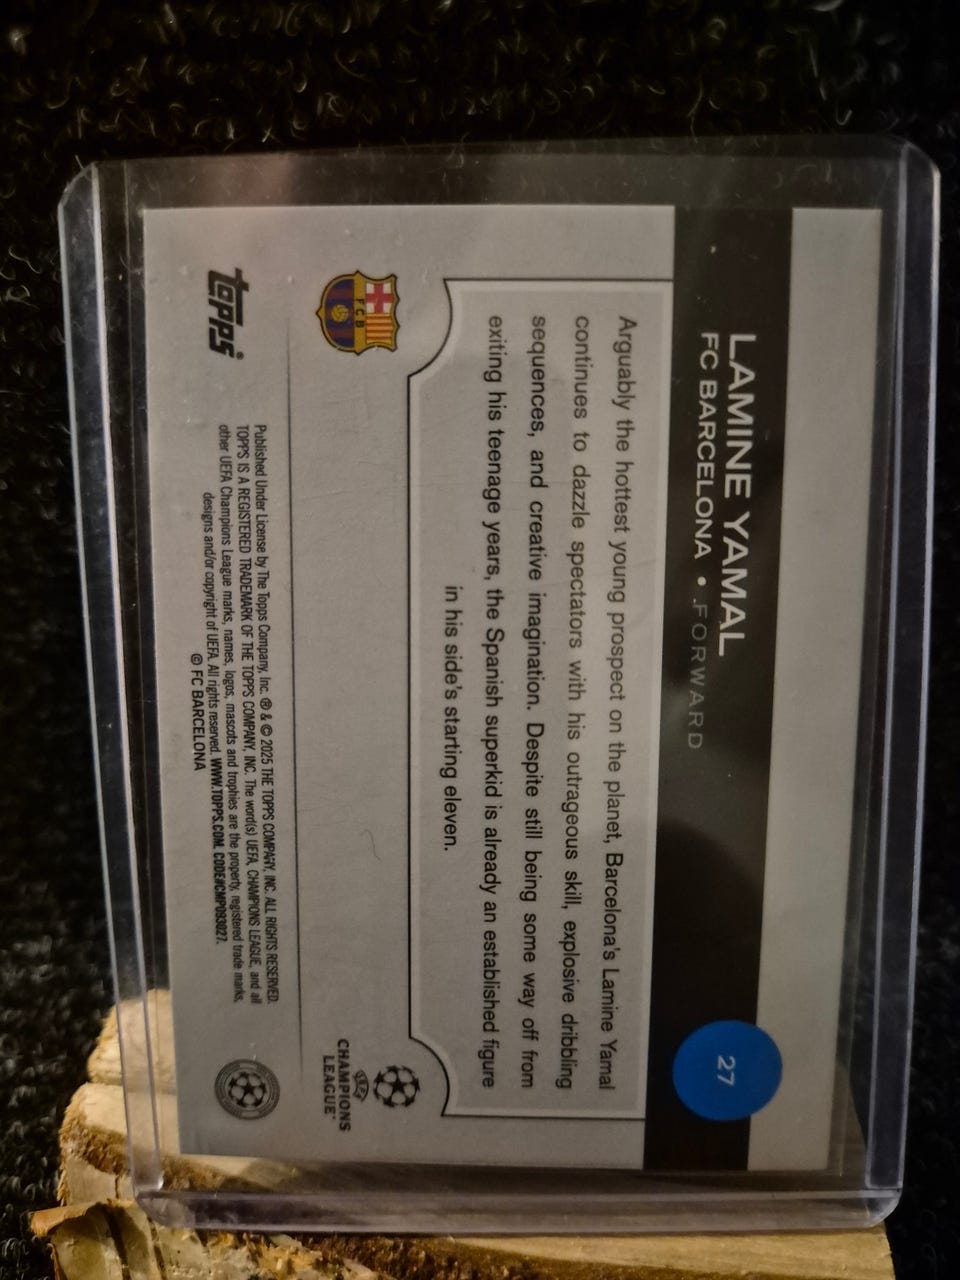 LAMINE YAMAL
FC BARCELONA • FORWARD
27
Arguably the hottest young prospect on the planet, Barcelona's Lamine Yamal
continues to dazzle spectators with his outrageous skill, explosive dribbling
sequences, and creative imagination. Despite still being some way off from
exiting his teenage years, the Spanish superkid is already an established figure
in his side's starting eleven.
FCB
UEFA
CHAMPIONS
LEAGUE
topps®
Published Under License by The Topps Company, Inc. ® & © 2025 THE TOPPS COMPANY, INC. ALL RIGHTS RESERVED.
TOPPS IS A REGISTERED TRADEMARK OF THE TOPPS COMPANY, INC. The word(s) UEFA, CHAMPIONS LEAGUE, and all
other UEFA Champions League marks, names, logos, mascots and trophies are the property, registered trade marks,
designs and/or copyright of UEFA. All rights reserved. WWW.TOPPS.COM. CODE#CMP093027.
© FC BARCELONA